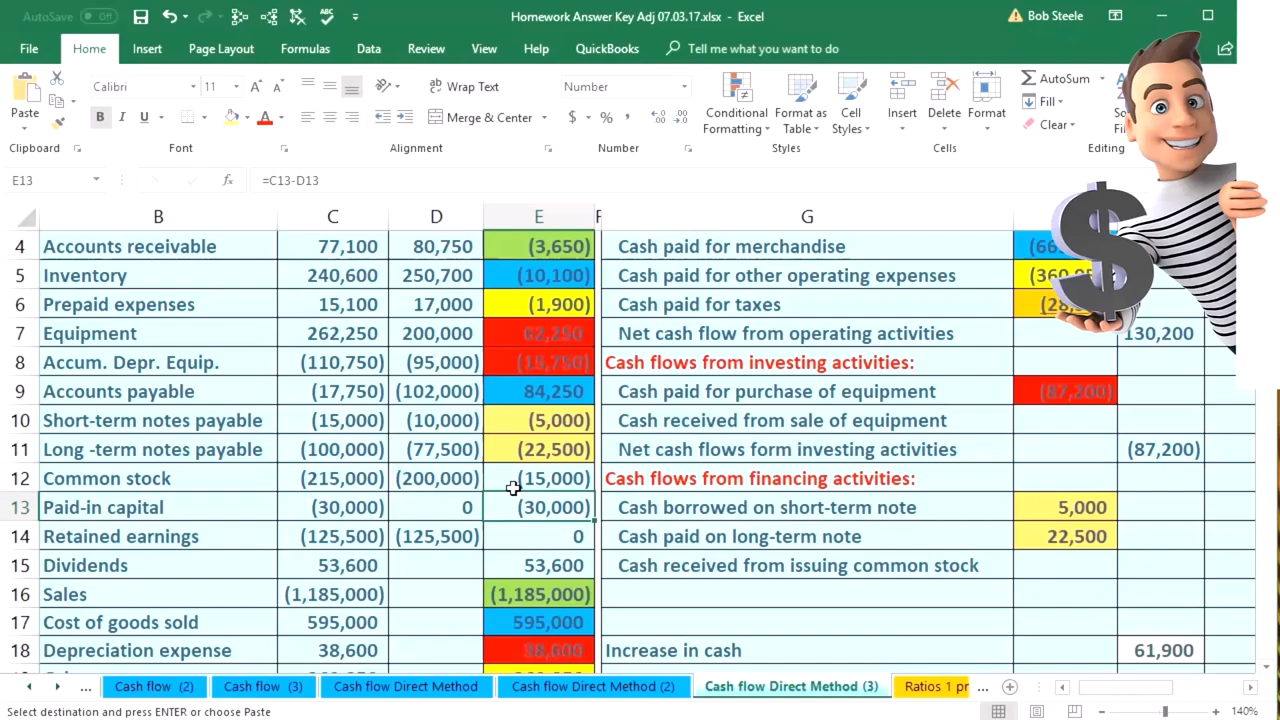 AutoSave Off Homework Answer Key Adj 07.03.17.xlsx - Excel Bob Steele
File Home Insert Page Layout Formulas Data Review View Help QuickBooks Tell me what you want to do
Paste Calibri 11 A A ab Wrap Text Number Conditional Formatting Format as Table Cell Styles Insert Delete Format AutoSum
B I U A Merge & Center $ % , Fill
Clear
Clipboard Font Alignment Number Styles Cells Editing
E13 fx =C13-D13
B C D E F G
4 Accounts receivable 77,100 80,750 (3,650) Cash paid for merchandise
5 Inventory 240,600 250,700 (10,100) Cash paid for other operating expenses
6 Prepaid expenses 15,100 17,000 (1,900) Cash paid for taxes
7 Equipment 262,250 200,000 62,250 Net cash flow from operating activities 130,200
8 Accum. Depr. Equip. (110,750) (95,000) (15,750) Cash flows from investing activities:
9 Accounts payable (17,750) (102,000) 84,250 Cash paid for purchase of equipment (87,200)
10 Short-term notes payable (15,000) (10,000) (5,000) Cash received from sale of equipment
11 Long -term notes payable (100,000) (77,500) (22,500) Net cash flows form investing activities (87,200)
12 Common stock (215,000) (200,000) (15,000) Cash flows from financing activities:
13 Paid-in capital (30,000) 0 (30,000) Cash borrowed on short-term note 5,000
14 Retained earnings (125,500) (125,500) 0 Cash paid on long-term note 22,500
15 Dividends 53,600 53,600 Cash received from issuing common stock
16 Sales (1,185,000) (1,185,000)
17 Cost of goods sold 595,000 595,000
18 Depreciation expense 38,600 38,600 Increase in cash 61,900
... Cash flow (2) Cash flow (3) Cash flow Direct Method Cash flow Direct Method (2) Cash flow Direct Method (3) Ratios 1 pr ...
Select destination and press ENTER or choose Paste 140%